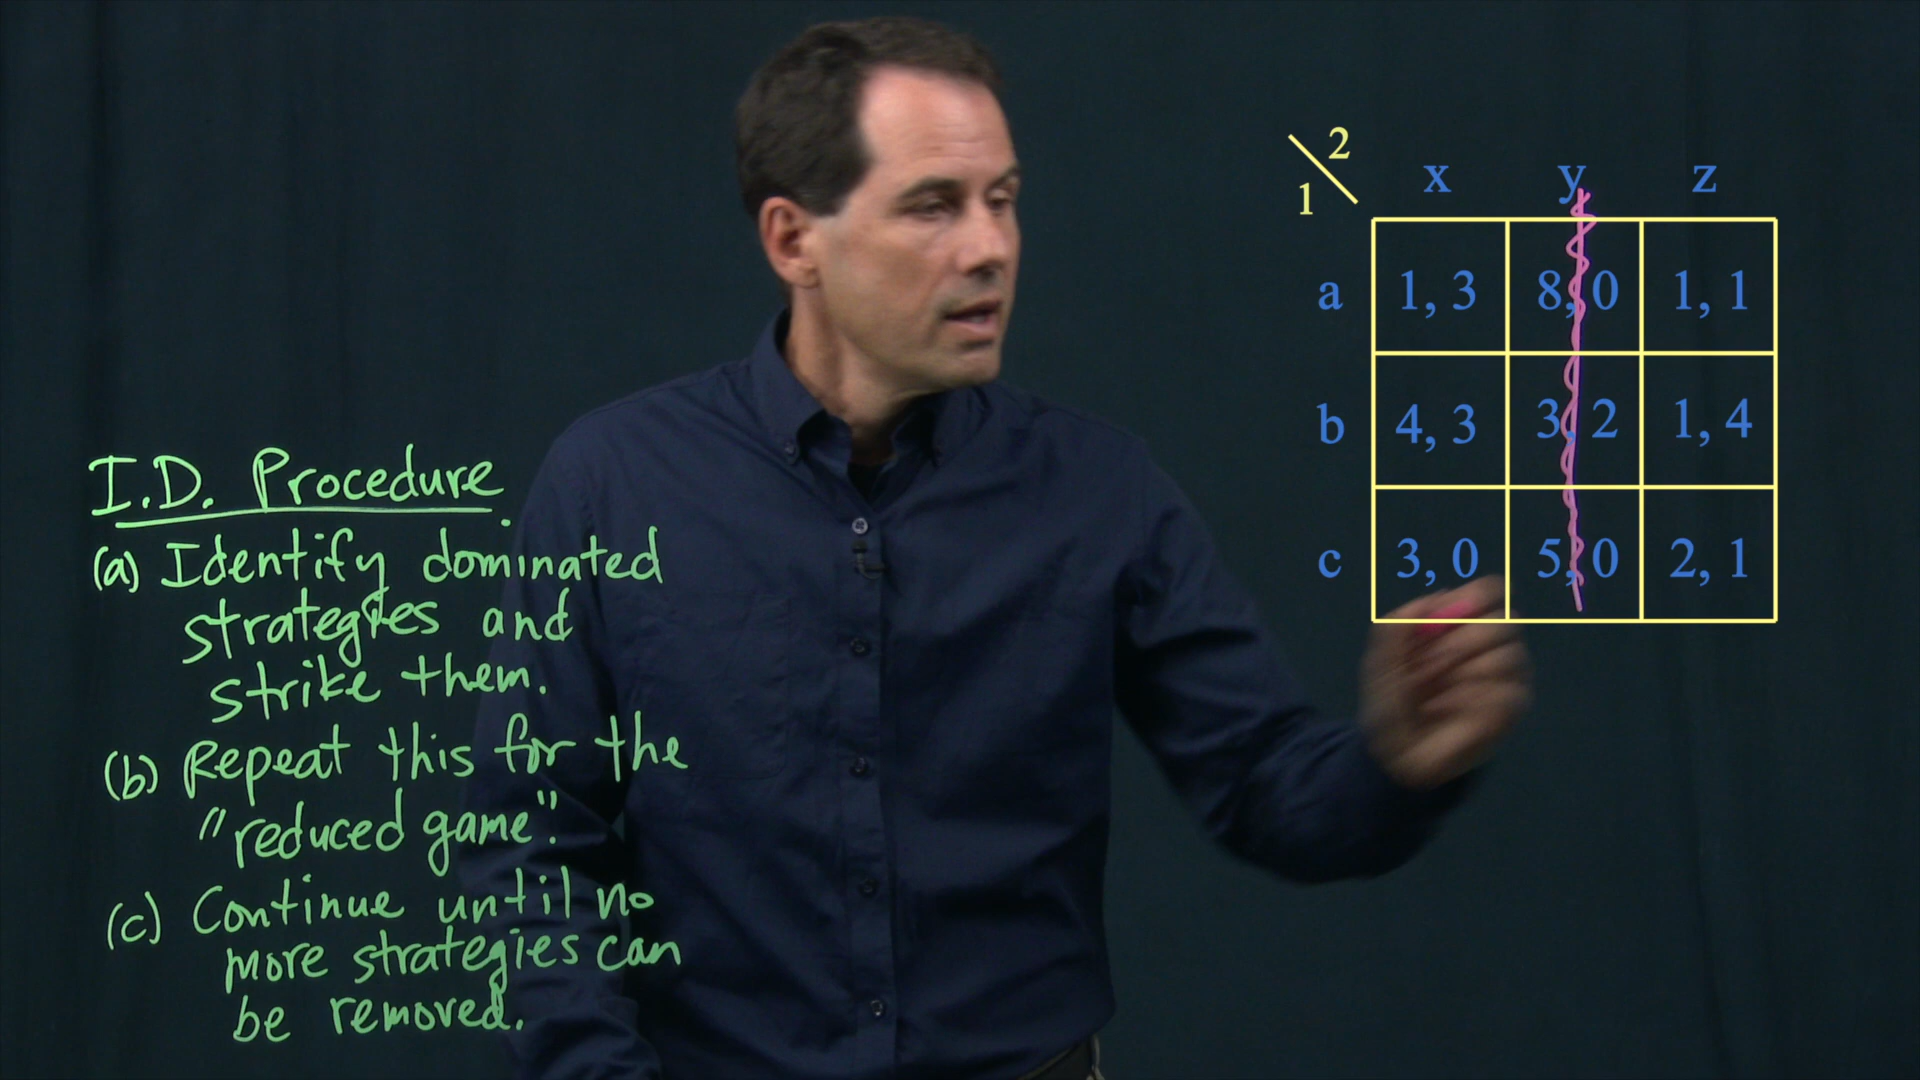 I.D. Procedure
(a) Identify dominated
strategies and
strike them.
(b) Repeat this for the
"reduced game".
(c) Continue until no
more strategies can
be removed.
2
1
x y z
a 1, 3 8, 0 1, 1
b 4, 3 3, 2 1, 4
c 3, 0 5, 0 2, 1